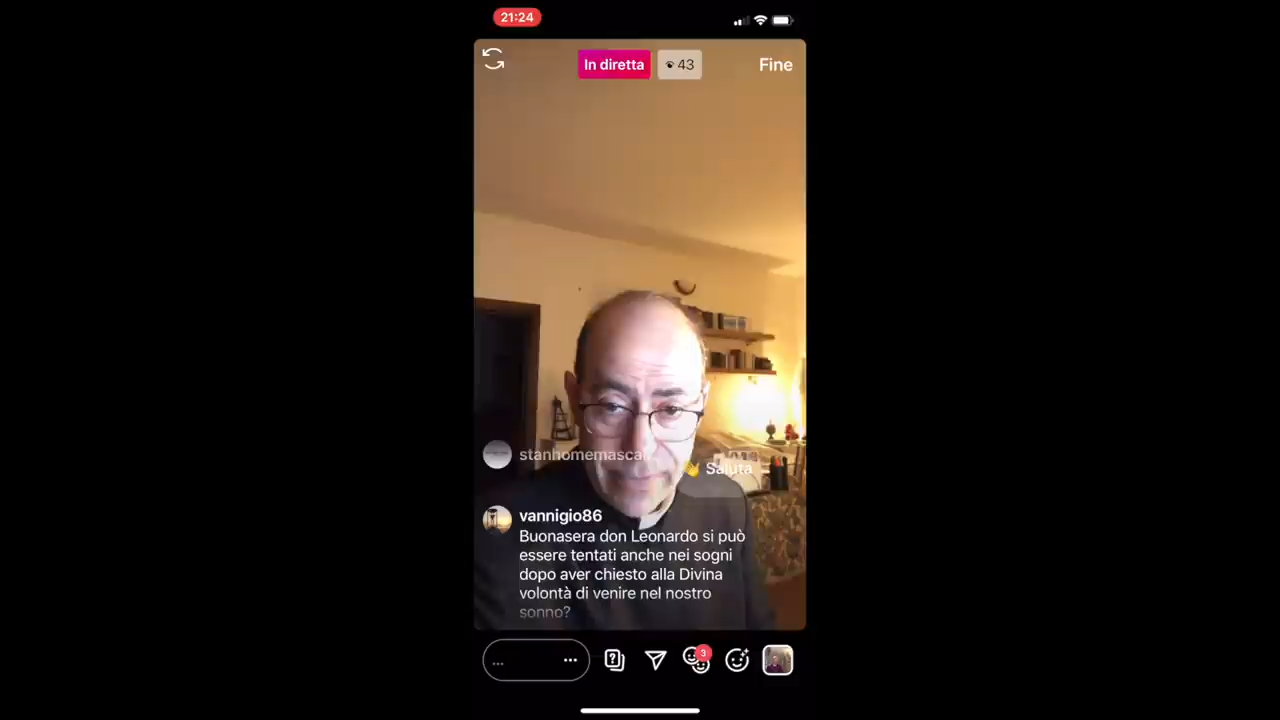 21:24
In diretta
43
Fine
Saluta
vannigio86
Buonasera don Leonardo si può
essere tentati anche nei sogni
dopo aver chiesto alla Divina
volontà di venire nel nostro
sonno?
...
3